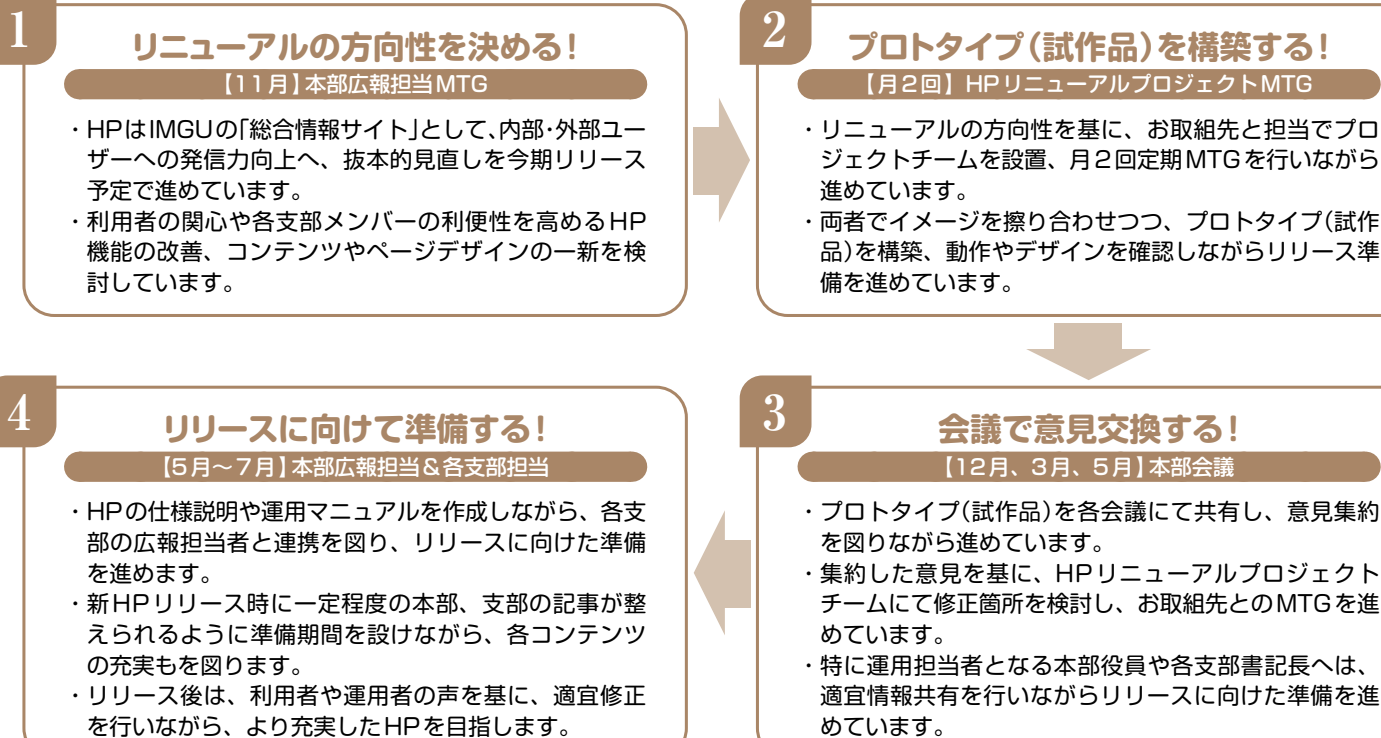 1
リニューアルの方向性を決める！
【11月】本部広報担当MTG
・HPはIMGUの「総合情報サイト」として、内部・外部ユー
ザーへの発信力向上へ、抜本的見直しを今期リリース
予定で進めています。
・利用者の関心や各支部メンバーの利便性を高めるHP
機能の改善、コンテンツやページデザインの一新を検
討しています。
2
プロトタイプ（試作品）を構築する！
【月2回】HPリニューアルプロジェクトMTG
・リニューアルの方向性を基に、お取組先と担当でプロ
ジェクトチームを設置、月2回定期MTGを行いながら
進めています。
・両者でイメージを擦り合わせつつ、プロトタイプ（試作
品）を構築、動作やデザインを確認しながらリリース準
備を進めています。
3
会議で意見交換する！
【12月、3月、5月】本部会議
・プロトタイプ（試作品）を各会議にて共有し、意見集約
を図りながら進めています。
・集約した意見を基に、HPリニューアルプロジェクト
チームにて修正箇所を検討し、お取組先とのMTGを進
めています。
・特に運用担当者となる本部役員や各支部書記長へは、
適宜情報共有を行いながらリリースに向けた準備を進
めています。
4
リリースに向けて準備する！
【5月～7月】本部広報担当＆各支部担当
・HPの仕様説明や運用マニュアルを作成しながら、各支
部の広報担当者と連携を図り、リリースに向けた準備
を進めます。
・新HPリリース時に一定程度の本部、支部の記事が整
えられるように準備期間を設けながら、各コンテンツ
の充実もを図ります。
・リリース後は、利用者や運用者の声を基に、適宜修正
を行いながら、より充実したHPを目指します。